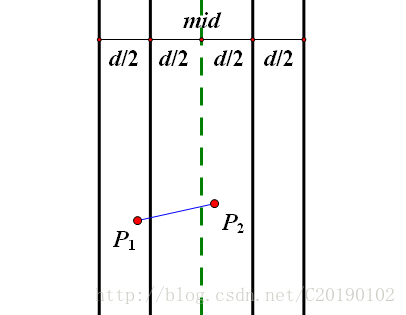 mid
d/2 d/2 d/2 d/2
P₂
P₁
http://blog.csdn.net/C20190102